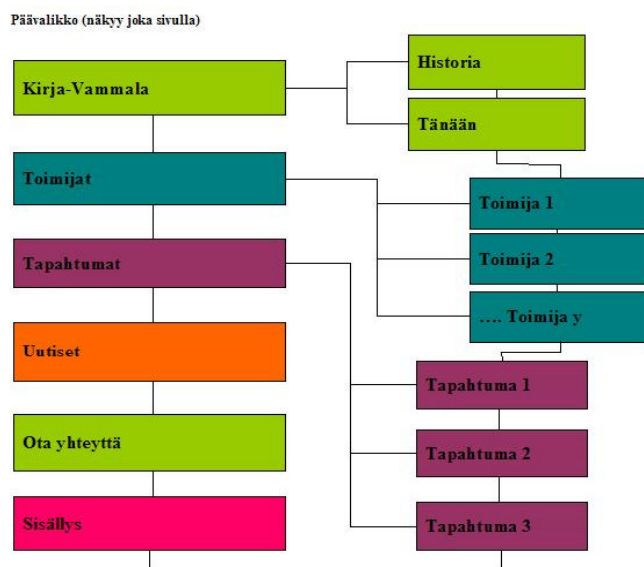 Päävalikko (näkyy joka sivulla)
Kirja-Vammala
Historia
Tänään
Toimijat
Toimija 1
Toimija 2
.... Toimija y
Tapahtumat
Tapahtuma 1
Tapahtuma 2
Tapahtuma 3
Uutiset
Ota yhteyttä
Sisällys